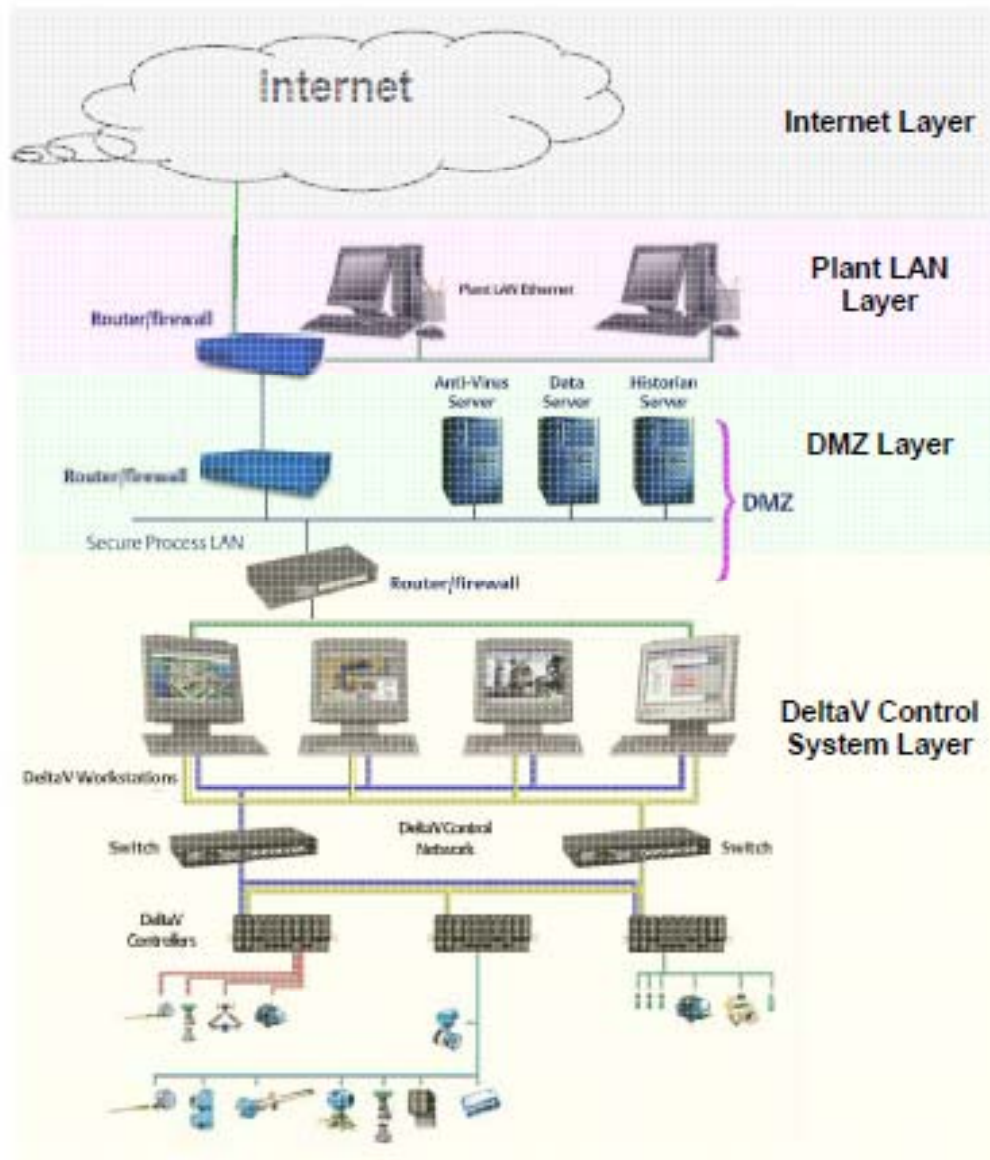 internet
Internet Layer
Plant LAN
Layer
Plant LAN Ethernet
Router/firewall
Anti-Virus
Server
Data
Server
Historian
Server
DMZ Layer
Router/firewall
DMZ
Secure Process LAN
Router/firewall
DeltaV Control
System Layer
DeltaV Workstations
Switch
DeltaV Control
Network
Switch
DeltaV
Controllers